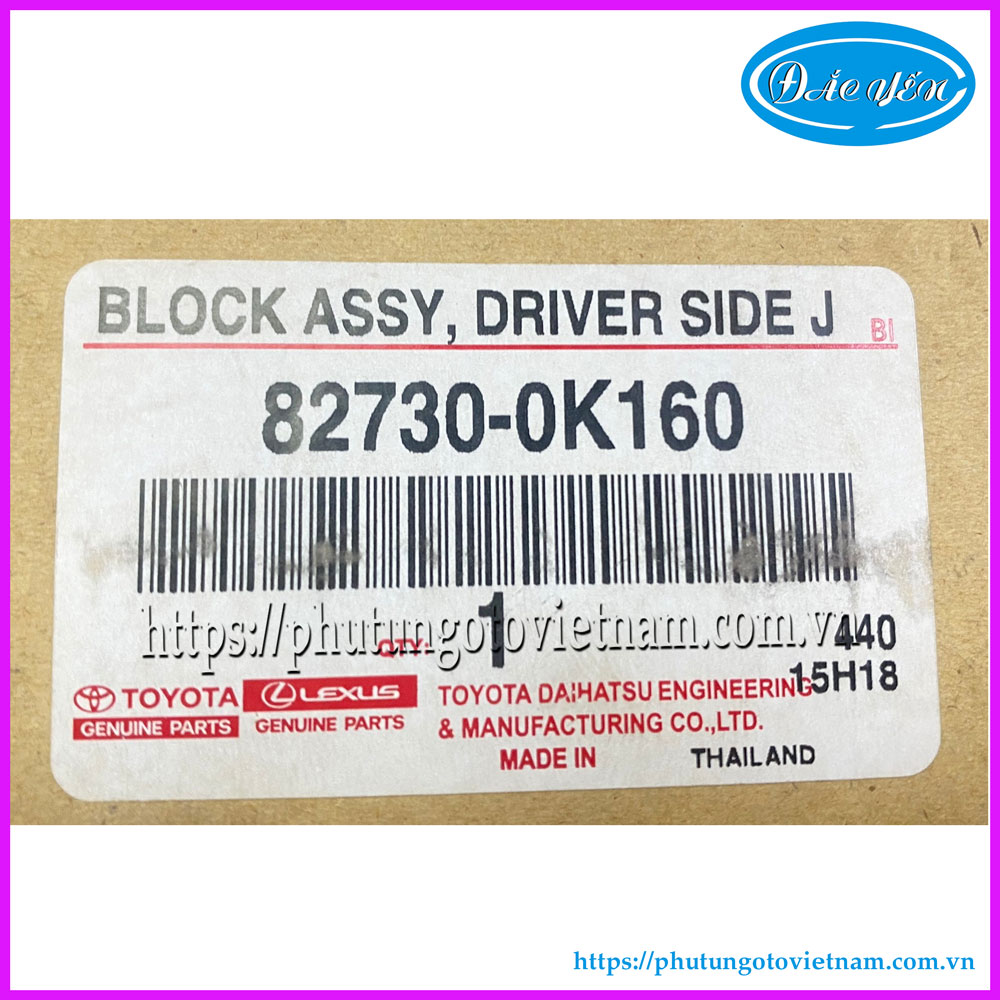 ĐẮC YẾN
BLOCK ASSY, DRIVER SIDE J
BI
82730-0K160
https://phutungotovietnam.com.vn
QTY: 1
440
15H18
TOYOTA
GENUINE PARTS
LEXUS
GENUINE PARTS
TOYOTA DAIHATSU ENGINEERING
& MANUFACTURING CO.,LTD.
MADE IN THAILAND
https://phutungotovietnam.com.vn